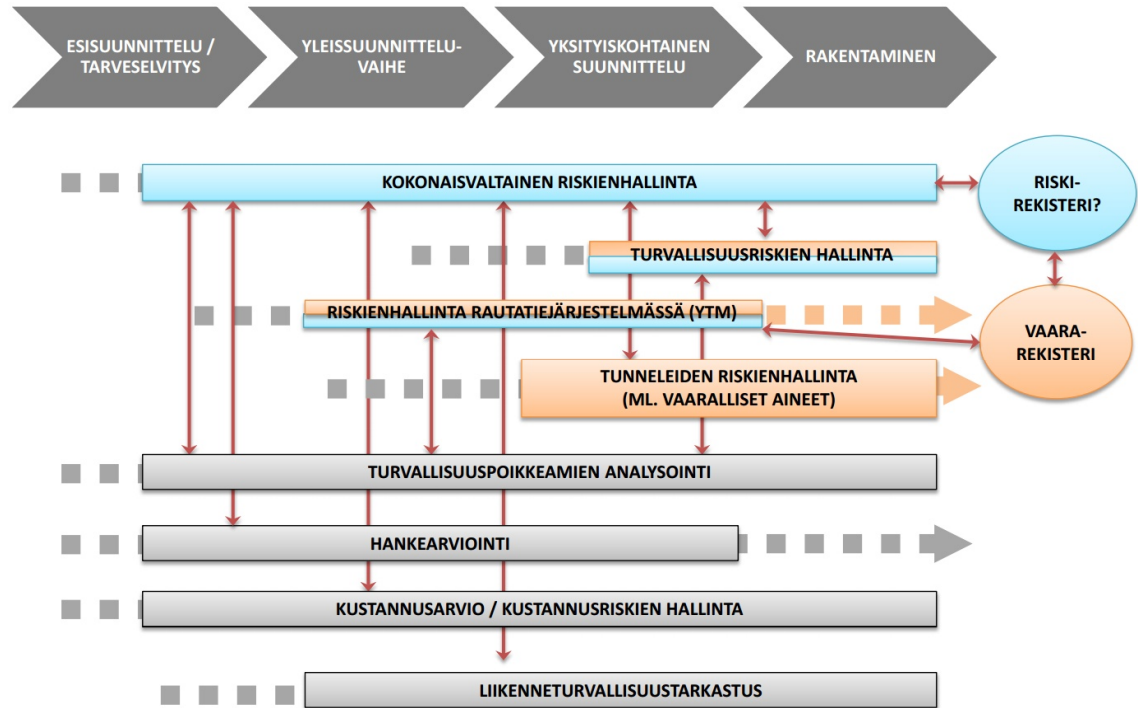 ESISUUNNITTELU /
TARVESELVITYS
YLEISSUUNNITTELU-
VAIHE
YKSITYISKOHTAINEN
SUUNNITTELU
RAKENTAMINEN
KOKONAISVALTAINEN RISKIENHALLINTA
RISKI-
REKISTERI?
TURVALLISUUSRISKIEN HALLINTA
RISKIENHALLINTA RAUTATIEJÄRJESTELMÄSSÄ (YTM)
VAARA-
REKISTERI
TUNNELEIDEN RISKIENHALLINTA
(ML. VAARALLISET AINEET)
TURVALLISUUSPOIKKEAMIEN ANALYSOINTI
HANKEARVIOINTI
KUSTANNUSARVIO / KUSTANNUSRISKIEN HALLINTA
LIIKENNETURVALLISUUSTARKASTUS